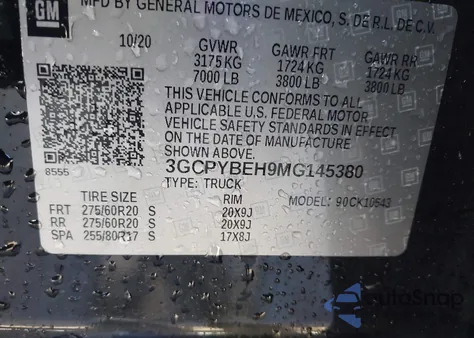 GM
MFD BY GENERAL MOTORS DE MEXICO, S. DE R.L. DE C.V.
10/20 GVWR GAWR FRT GAWR RR
3175 KG 1724 KG 1724 KG
7000 LB 3800 LB 3800 LB
THIS VEHICLE CONFORMS TO ALL
APPLICABLE U.S. FEDERAL MOTOR
VEHICLE SAFETY STANDARDS IN EFFECT
ON THE DATE OF MANUFACTURE
SHOWN ABOVE.
3GCPYBEH9MG145380
8556 TYPE: TRUCK
TIRE SIZE RIM MODEL: 90CK10543
FRT 275/60R20 S 20X9J
RR 275/60R20 S 20X9J
SPA 255/80R17 S 17X8J
AutoSnap